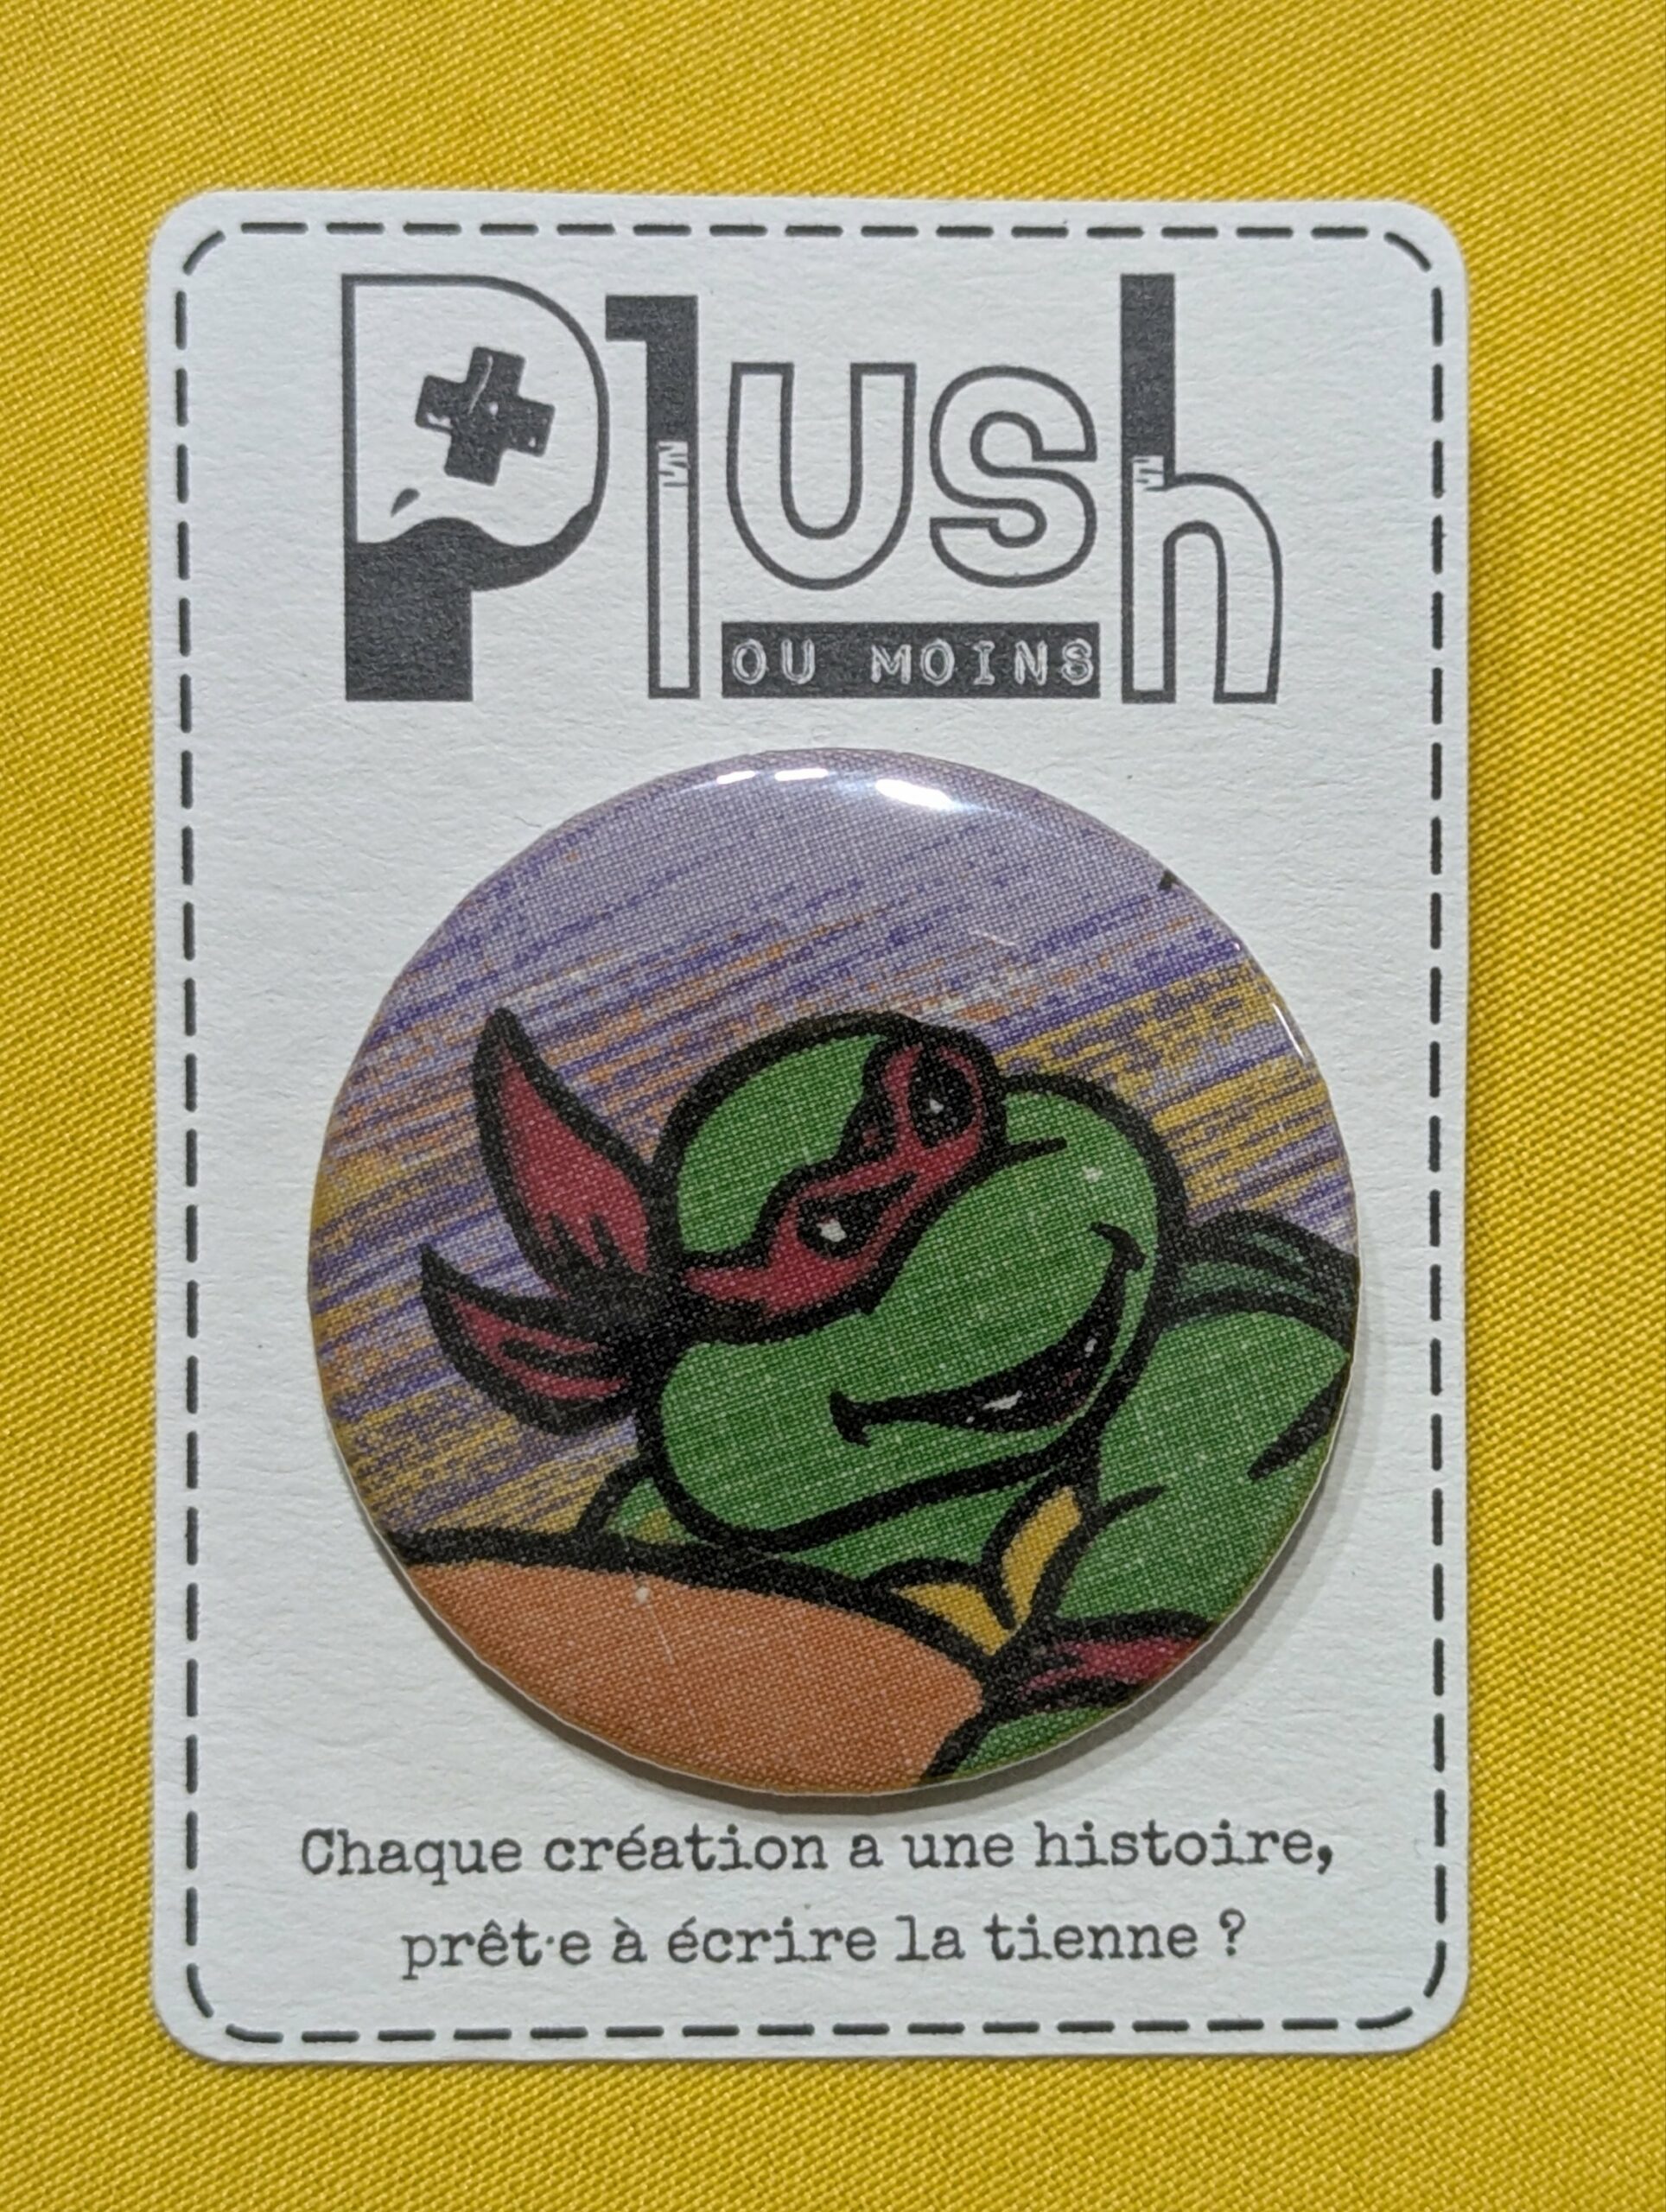 Plush
OU MOINS
Chaque création a une histoire,
prêt·e à écrire la tienne ?